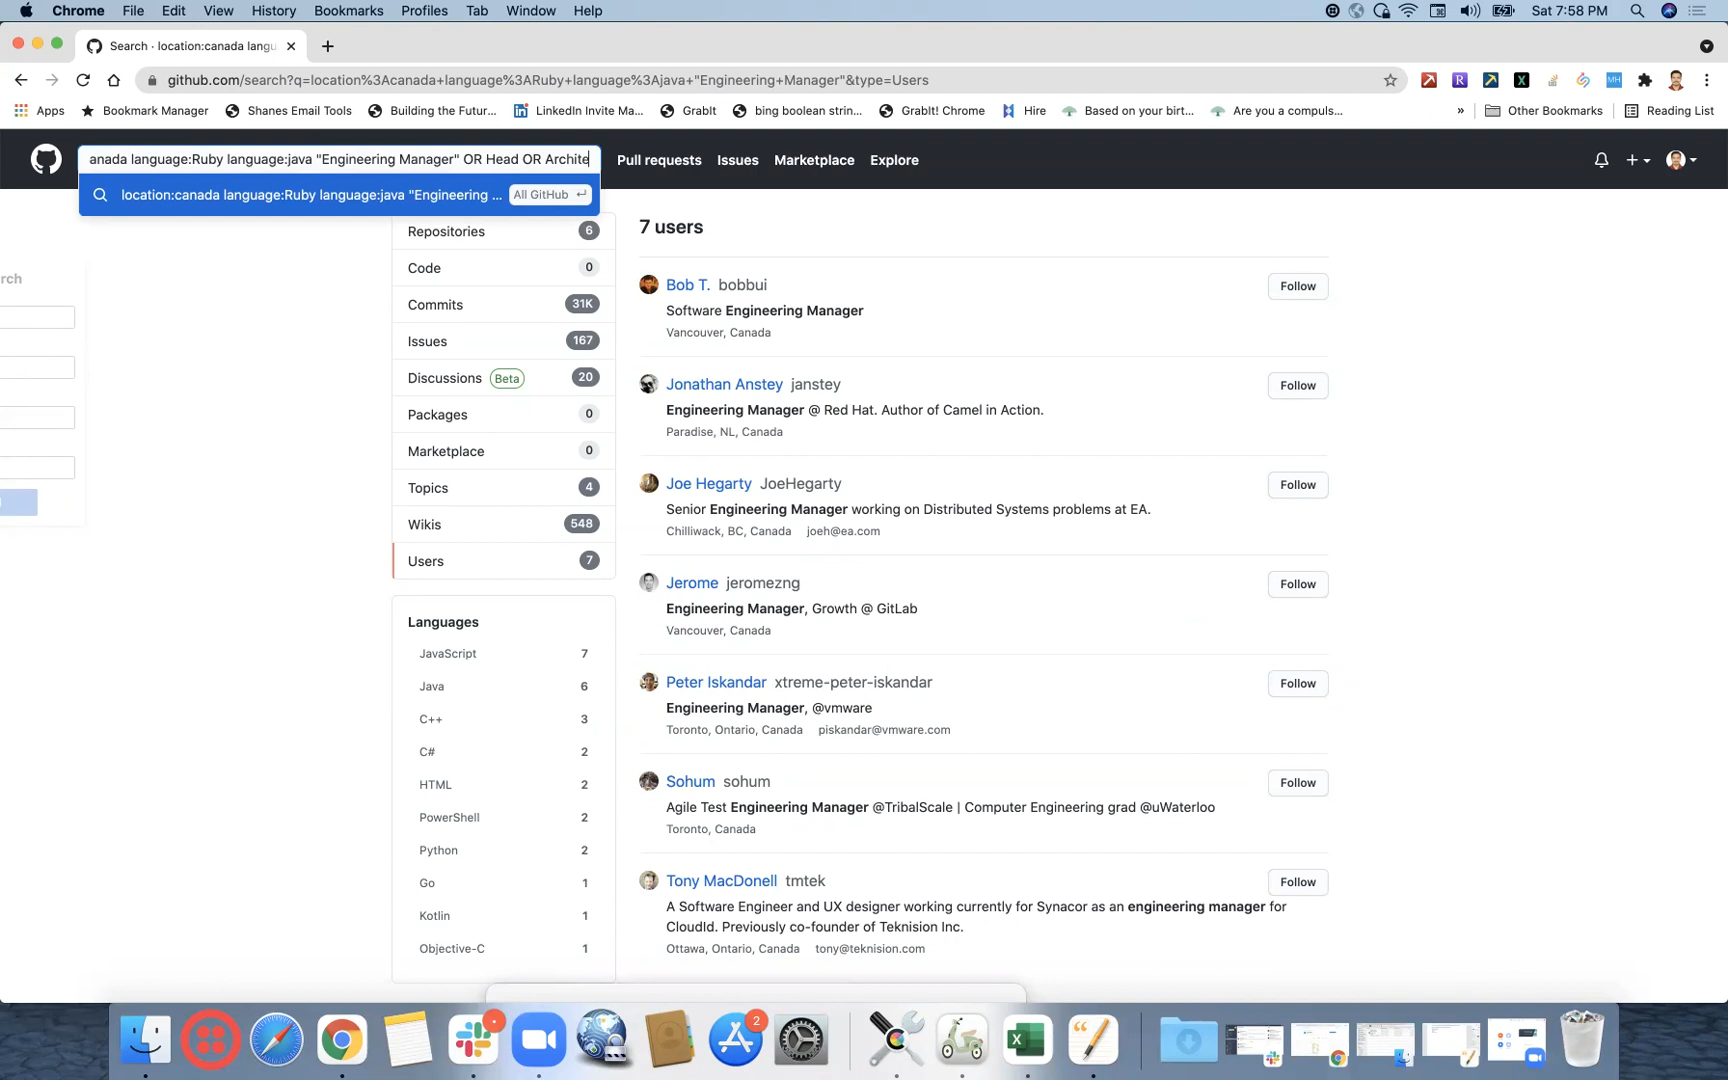 Chrome File Edit View History Bookmarks Profiles Tab Window Help Sat 7:58 PM
Search · location:canada langu
github.com/search?q=location%3Acanada+language%3ARuby+language%3Ajava+"Engineering+Manager"&type=Users
Apps Bookmark Manager Shanes Email Tools Building the Futur... LinkedIn Invite Ma... GrabIt bing boolean strin... GrabIt! Chrome Hire Based on your birt... Are you a compuls... » Other Bookmarks Reading List
anada language:Ruby language:java "Engineering Manager" OR Head OR Archite Pull requests Issues Marketplace Explore
location:canada language:Ruby language:java "Engineering ... All GitHub
rch
Repositories 6
Code 0
Commits 31K
Issues 167
Discussions Beta 20
Packages 0
Marketplace 0
Topics 4
Wikis 548
Users 7
Languages
JavaScript 7
Java 6
C++ 3
C# 2
HTML 2
PowerShell 2
Python 2
Go 1
Kotlin 1
Objective-C 1
7 users
Bob T. bobbui Follow
Software Engineering Manager
Vancouver, Canada
Jonathan Anstey janstey Follow
Engineering Manager @ Red Hat. Author of Camel in Action.
Paradise, NL, Canada
Joe Hegarty JoeHegarty Follow
Senior Engineering Manager working on Distributed Systems problems at EA.
Chilliwack, BC, Canada joeh@ea.com
Jerome jeromezng Follow
Engineering Manager, Growth @ GitLab
Vancouver, Canada
Peter Iskandar xtreme-peter-iskandar Follow
Engineering Manager, @vmware
Toronto, Ontario, Canada piskandar@vmware.com
Sohum sohum Follow
Agile Test Engineering Manager @TribalScale | Computer Engineering grad @uWaterloo
Toronto, Canada
Tony MacDonell tmtek Follow
A Software Engineer and UX designer working currently for Synacor as an engineering manager for
CloudId. Previously co-founder of Teknision Inc.
Ottawa, Ontario, Canada tony@teknision.com
2